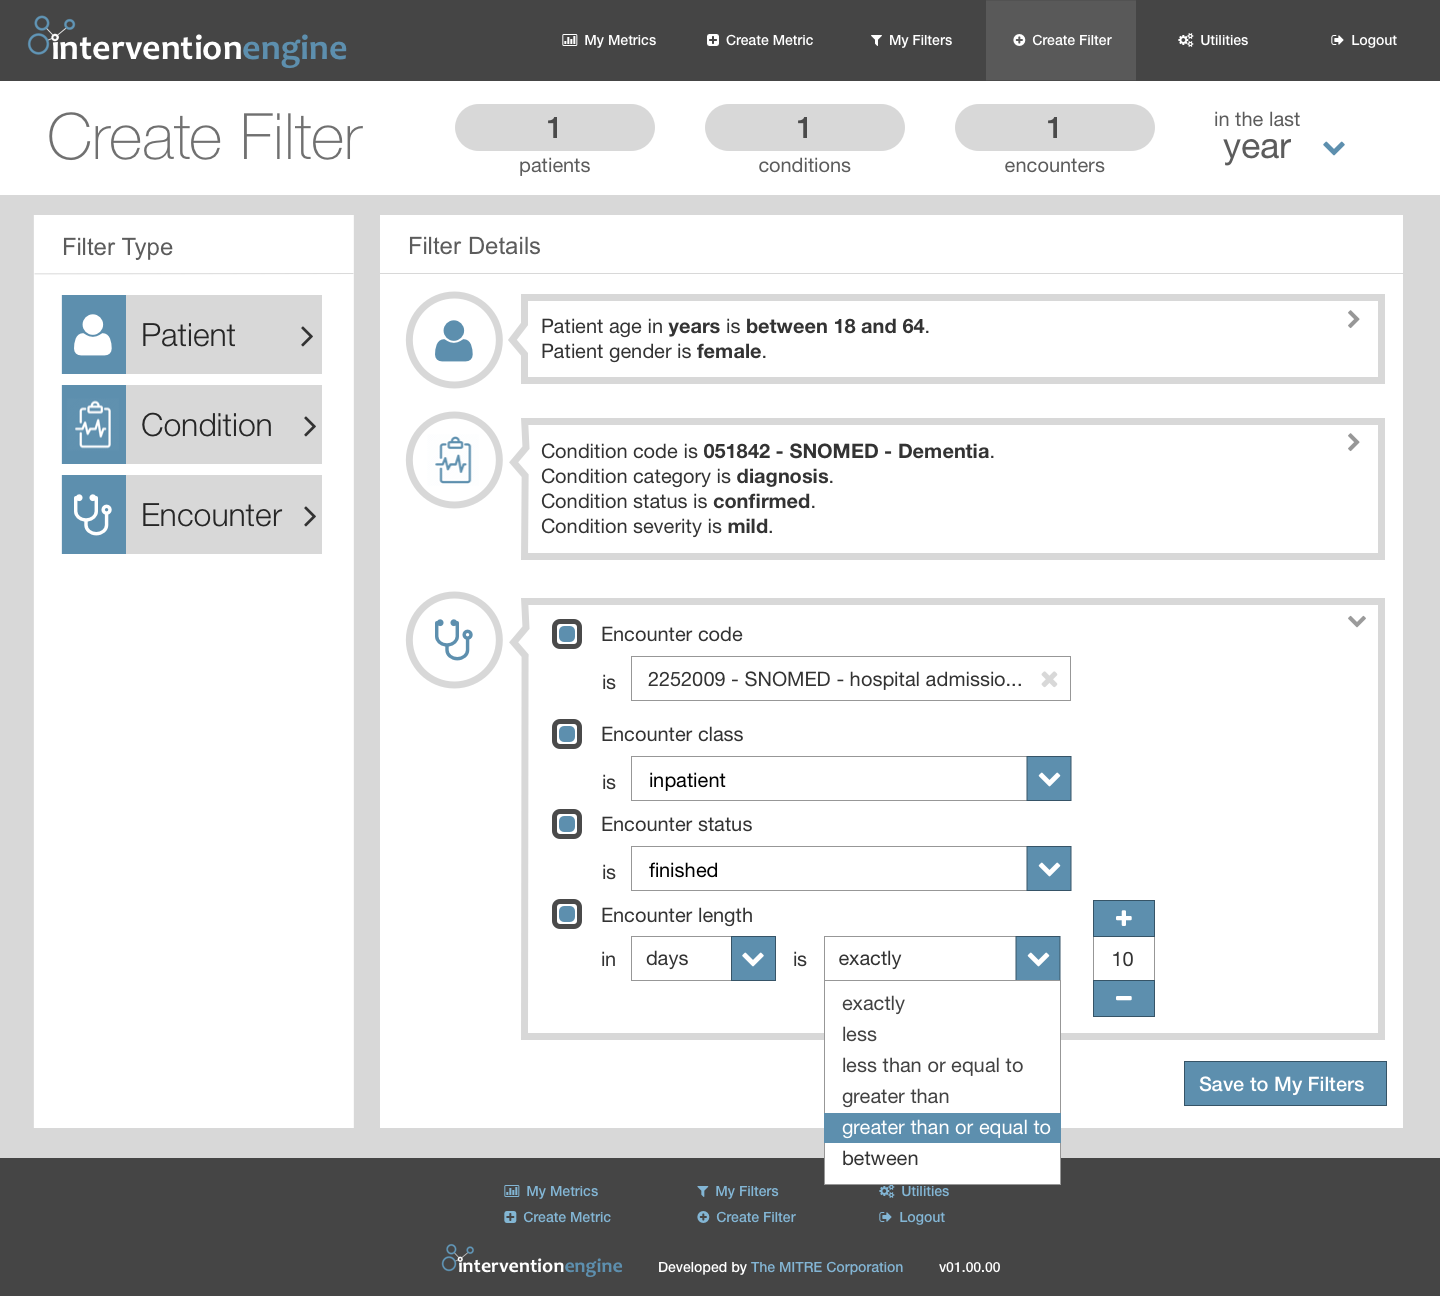 interventionengine
My Metrics
Create Metric
My Filters
Create Filter
Utilities
Logout
Create Filter
1
patients
1
conditions
1
encounters
in the last
year
Filter Type
Patient
Condition
Encounter
Filter Details
Patient age in years is between 18 and 64.
Patient gender is female.
Condition code is 051842 - SNOMED - Dementia.
Condition category is diagnosis.
Condition status is confirmed.
Condition severity is mild.
Encounter code
is 2252009 - SNOMED - hospital admissio...
Encounter class
is inpatient
Encounter status
is finished
Encounter length
in days is exactly 10
exactly
less
less than or equal to
greater than
greater than or equal to
between
Save to My Filters
My Metrics
My Filters
Utilities
Create Metric
Create Filter
Logout
interventionengine
Developed by The MITRE Corporation
v01.00.00